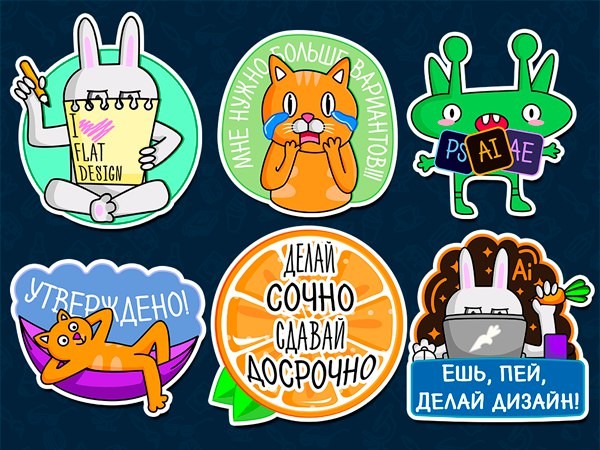 I
FLAT
DESIGN
МНЕ НУЖНО БОЛЬШЕ ВАРИАНТОВ!!!
PS AI AE
УТВЕРЖДЕНО!
ДЕЛАЙ
СОЧНО
СДАВАЙ
ДОСРОЧНО
Ai
ЕШЬ, ПЕЙ,
ДЕЛАЙ ДИЗАЙН!